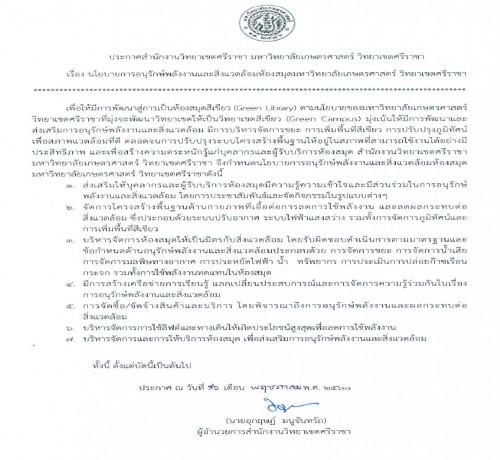 ประกาศสำนักงานวิทยาเขตศรีราชา มหาวิทยาลัยเกษตรศาสตร์ วิทยาเขตศรีราชา
เรื่อง นโยบายการอนุรักษ์พลังงานและสิ่งแวดล้อมห้องสมุดมหาวิทยาลัยเกษตรศาสตร์ วิทยาเขตศรีราชา
เพื่อให้มีการพัฒนาสู่การเป็นห้องสมุดสีเขียว (Green Library) ตามนโยบายของมหาวิทยาลัยเกษตรศาสตร์
วิทยาเขตศรีราชาที่มุ่งจะพัฒนาวิทยาเขตให้เป็นวิทยาเขตสีเขียว (Green Campus) มุ่งเน้นให้มีการพัฒนาและ
ส่งเสริมการอนุรักษ์พลังงานและสิ่งแวดล้อม มีการบริหารจัดการขยะ การเพิ่มพื้นที่สีเขียว การปรับปรุงภูมิทัศน์
เพื่อสภาพแวดล้อมที่ดี ตลอดจนการปรับปรุงระบบโครงสร้างพื้นฐานให้อยู่ในสภาพที่สามารถใช้งานได้อย่างมี
ประสิทธิภาพ และเพื่อสร้างความตระหนักรู้แก่บุคลากรและผู้รับบริการห้องสมุด สำนักงานวิทยาเขตศรีราชา
มหาวิทยาลัยเกษตรศาสตร์ วิทยาเขตศรีราชา จึงกำหนดนโยบายการอนุรักษ์พลังงานและสิ่งแวดล้อมห้องสมุด
มหาวิทยาลัยเกษตรศาสตร์ วิทยาเขตศรีราชาดังนี้
๑. ส่งเสริมให้บุคลากรและผู้รับบริการห้องสมุดมีความรู้ความเข้าใจและมีส่วนร่วมในการอนุรักษ์
พลังงานและสิ่งแวดล้อม โดยการประชาสัมพันธ์และจัดกิจกรรมในรูปแบบต่างๆ
๒. จัดการโครงสร้างพื้นฐานด้านกายภาพที่เอื้อต่อการลดการใช้พลังงาน และลดผลกระทบต่อ
สิ่งแวดล้อม ซึ่งประกอบด้วยระบบปรับอากาศ ระบบไฟฟ้าแสงสว่าง รวมทั้งการจัดการภูมิทัศน์และ
การเพิ่มพื้นที่สีเขียว
๓. บริหารจัดการห้องสมุดให้เป็นมิตรกับสิ่งแวดล้อม โดยรับผิดชอบดำเนินการตามมาตรฐานและ
ข้อกำหนดด้านอนุรักษ์พลังงานและสิ่งแวดล้อมประกอบด้วย การจัดการขยะ การจัดการน้ำเสีย
การจัดการมลพิษทางอากาศ การประหยัดไฟฟ้า น้ำ ทรัพยากร การประเมินการปล่อยก๊าซเรือน
กระจก รวมทั้งการใช้พลังงานทดแทนในห้องสมุด
๔. มีการสร้างเครือข่ายการเรียนรู้ แลกเปลี่ยนประสบการณ์และการจัดการความรู้ร่วมกันในเรื่อง
การอนุรักษ์พลังงานและสิ่งแวดล้อม
๕. การจัดซื้อ/จัดจ้างสินค้าและบริการ โดยพิจารณาถึงการอนุรักษ์พลังงานและผลกระทบต่อ
สิ่งแวดล้อม
๖. บริหารจัดการการใช้ลิฟต์และทางเดินให้เกิดประโยชน์สูงสุดเพื่อลดการใช้พลังงาน
๗. บริหารจัดการและการให้บริการห้องสมุด เพื่อส่งเสริมการอนุรักษ์พลังงานและสิ่งแวดล้อม
ทั้งนี้ ตั้งแต่บัดนี้เป็นต้นไป
ประกาศ ณ วันที่ เดือน พฤษภาคม พ.ศ. ๒๕๖๐
(นายอุกฤษฏ์ มนูจันทรัถ)
ผู้อำนวยการสำนักงานวิทยาเขตศรีราชา